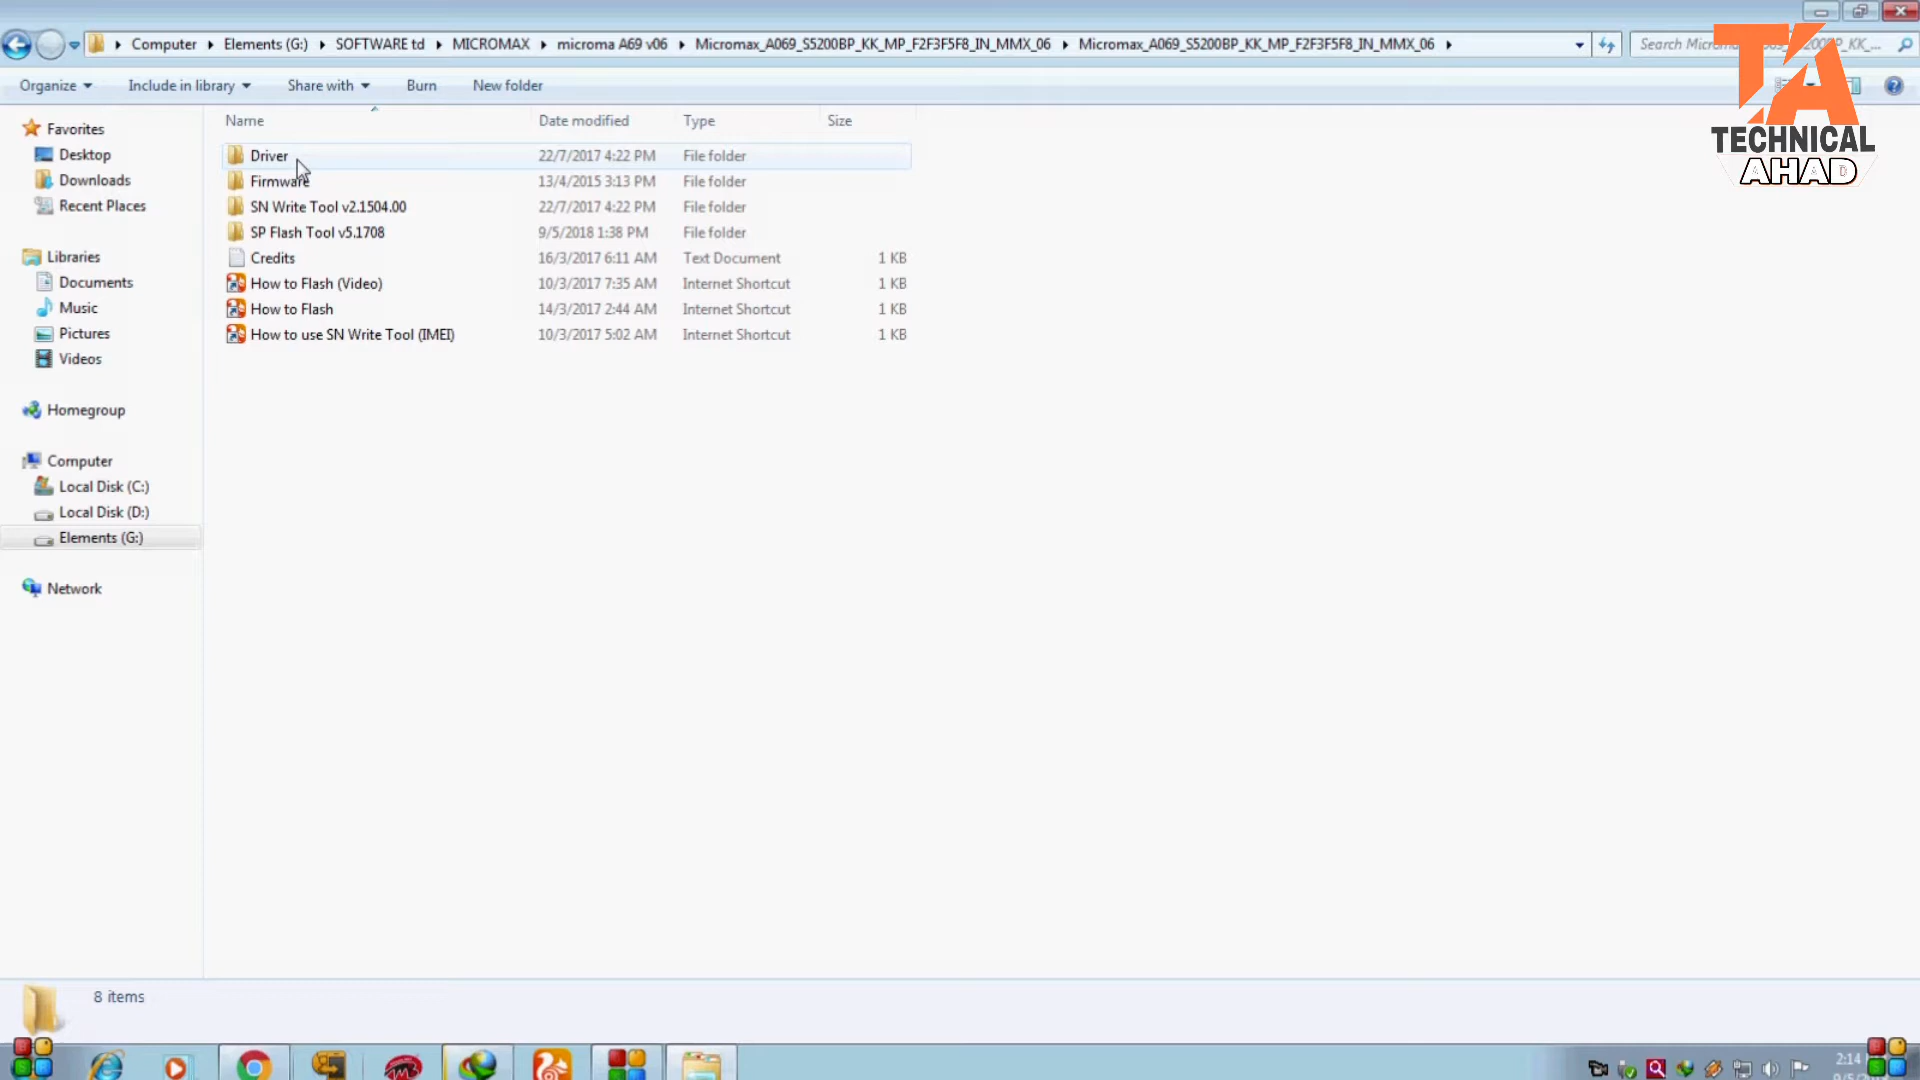 Computer Elements (G:) SOFTWARE td MICROMAX microma A69 v06 Micromax_A069_S5200BP_KK_MP_F2F3F5F8_IN_MMX_06 Micromax_A069_S5200BP_KK_MP_F2F3F5F8_IN_MMX_06
Organize Include in library Share with Burn New folder
TA
TECHNICAL
AHAD
Name Date modified Type Size
Favorites
Desktop
Downloads
Recent Places
Libraries
Documents
Music
Pictures
Videos
Homegroup
Computer
Local Disk (C:)
Local Disk (D:)
Elements (G:)
Network
Driver 22/7/2017 4:22 PM File folder
Firmware 13/4/2015 3:13 PM File folder
SN Write Tool v2.1504.00 22/7/2017 4:22 PM File folder
SP Flash Tool v5.1708 9/5/2018 1:38 PM File folder
Credits 16/3/2017 6:11 AM Text Document 1 KB
How to Flash (Video) 10/3/2017 7:35 AM Internet Shortcut 1 KB
How to Flash 14/3/2017 2:44 AM Internet Shortcut 1 KB
How to use SN Write Tool (IMEI) 10/3/2017 5:02 AM Internet Shortcut 1 KB
8 items
2:14